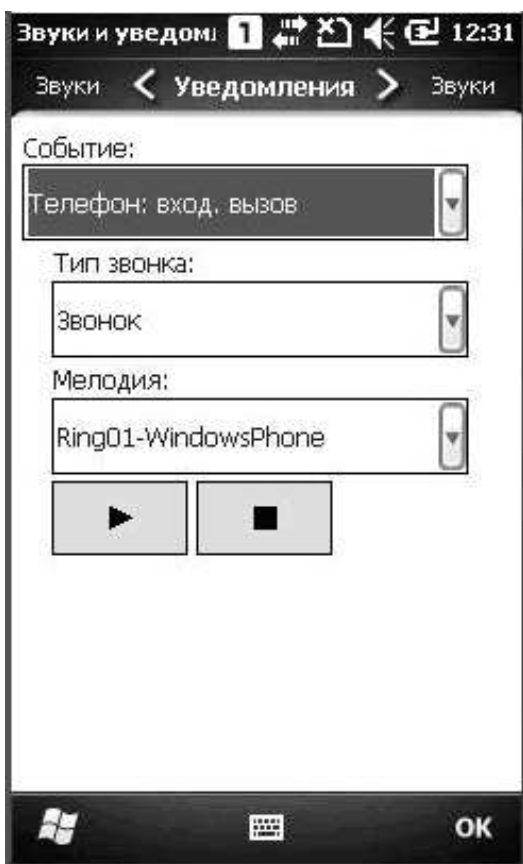 Звуки и уведом 1 12:31
Звуки < Уведомления > Звуки
Событие:
Телефон: вход. вызов
Тип звонка:
Звонок
Мелодия:
Ring01-WindowsPhone
OK